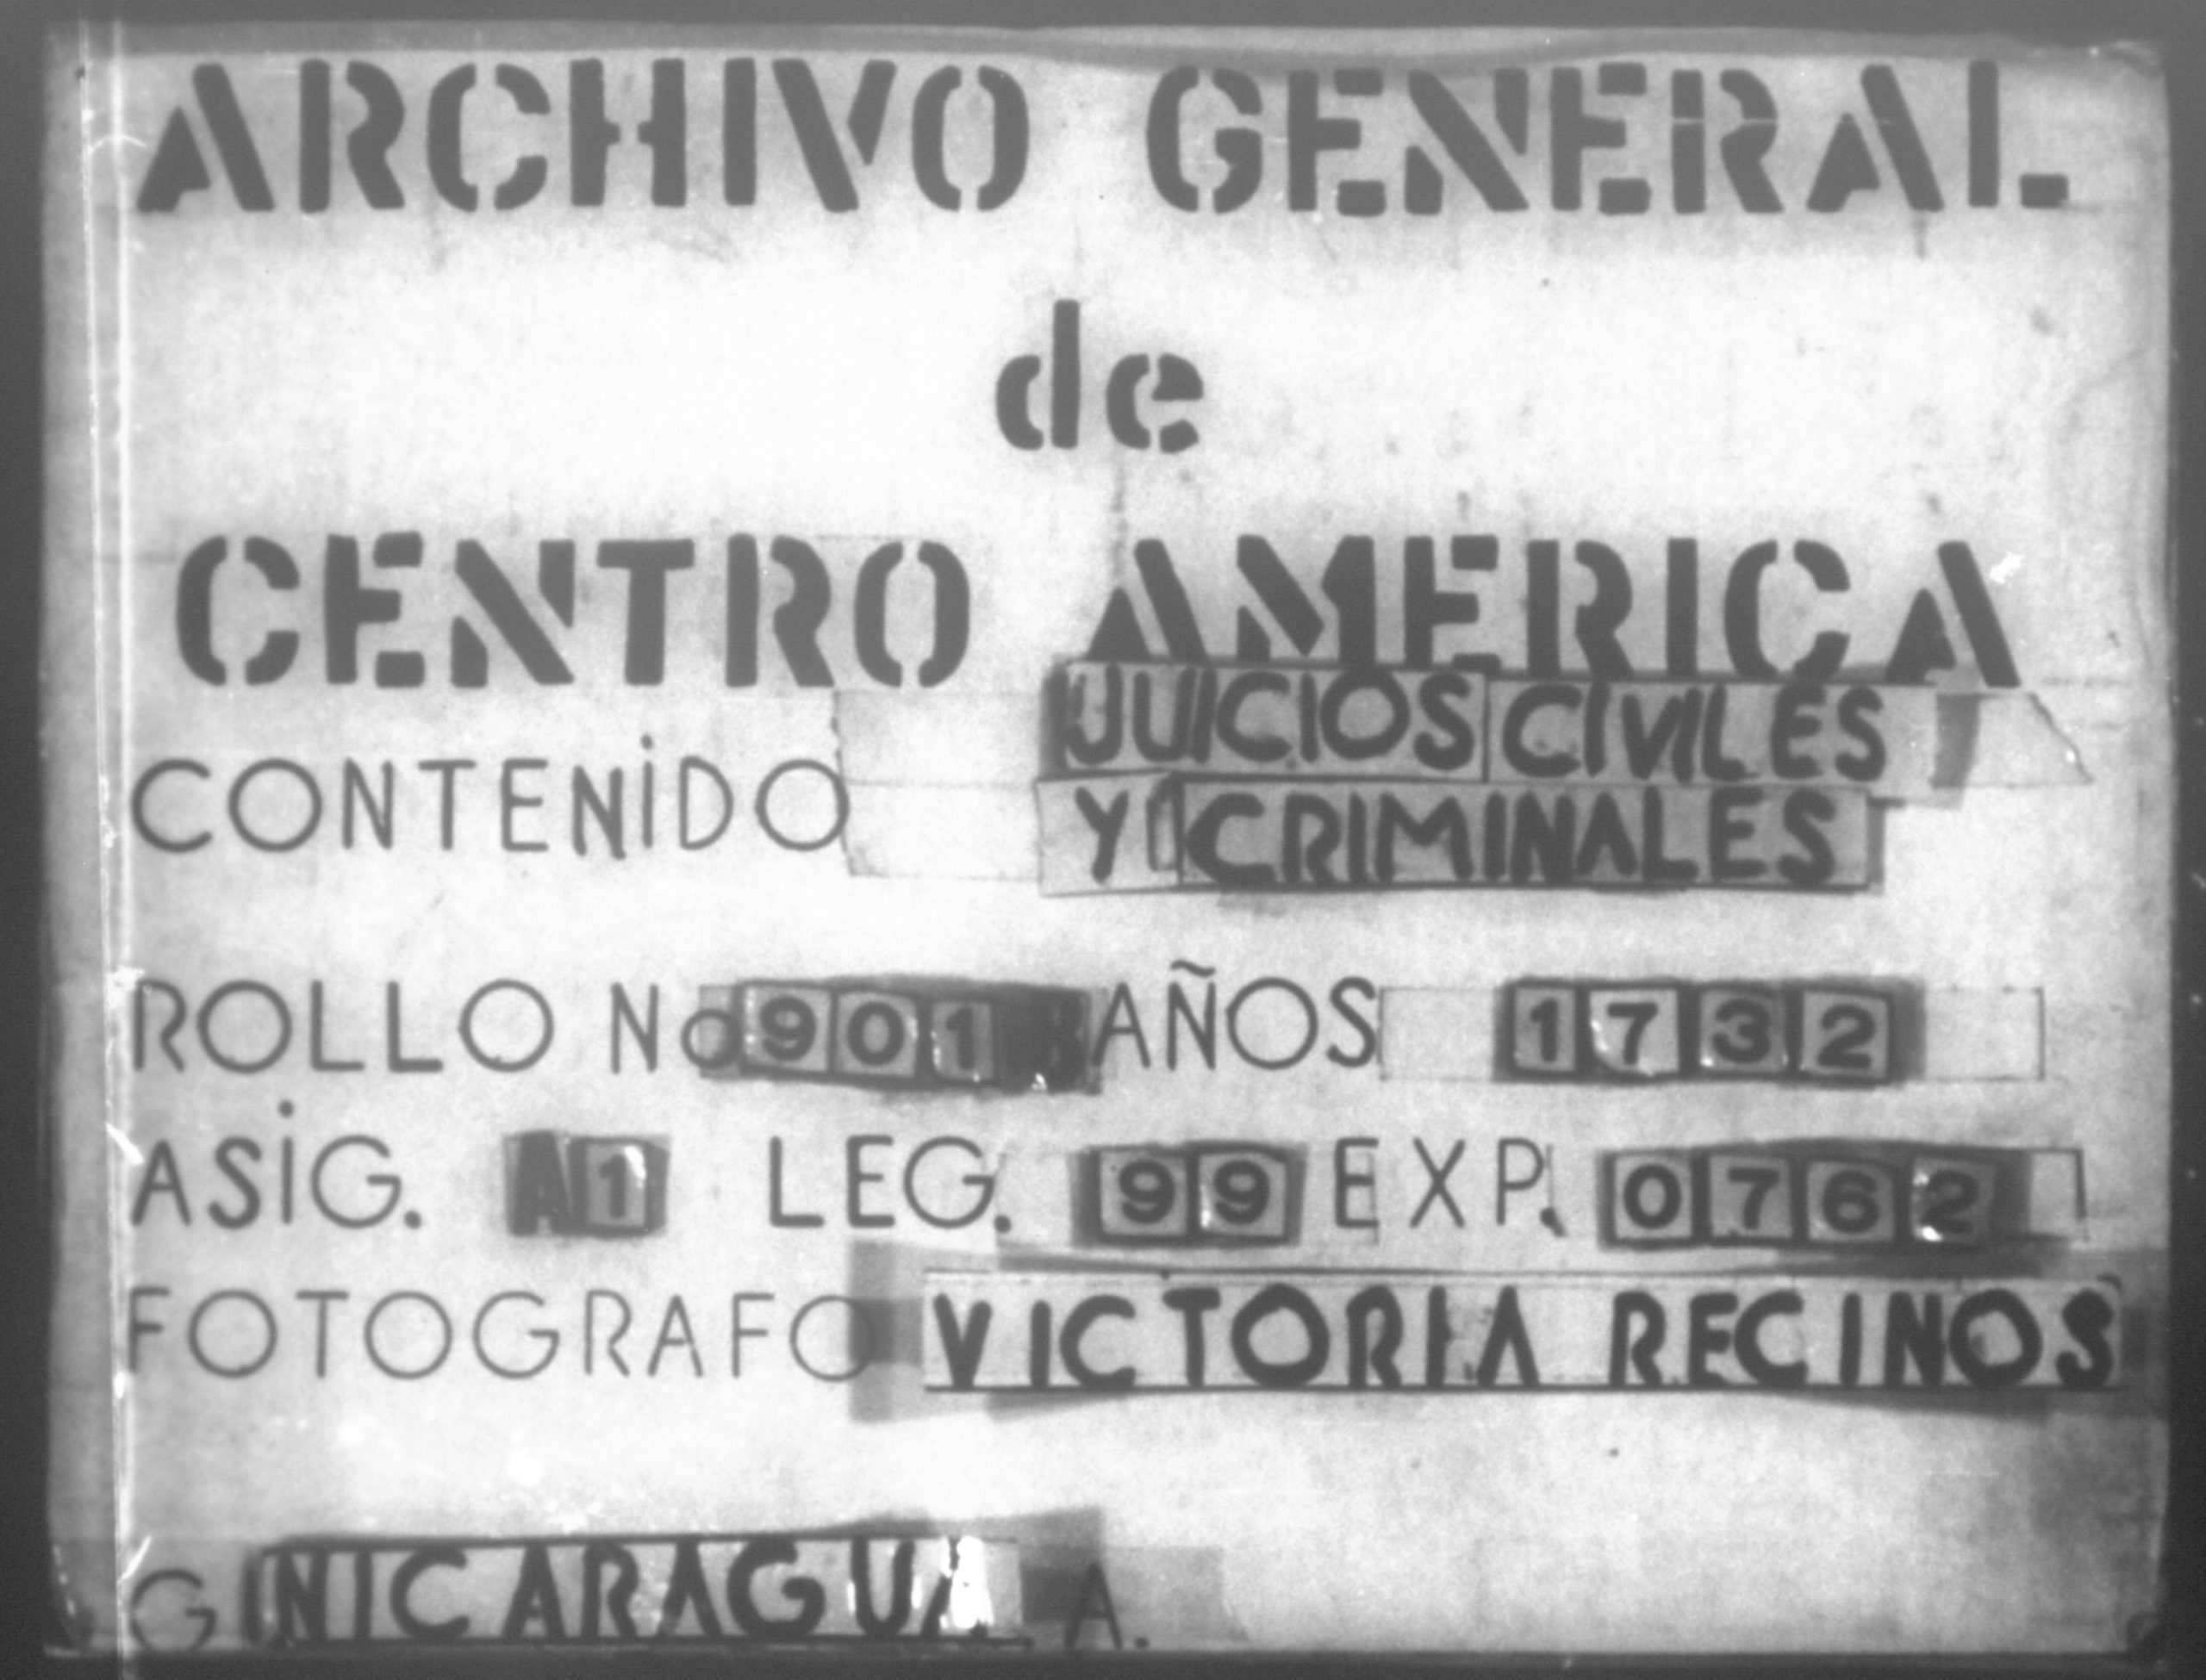 ARCHIVO GENERAL
de
CENTRO AMERICA
JUICIOS CIVILES
CONTENIDO Y CRIMINALES
ROLLO No 901 AÑOS 1732
ASIG. A1 LEG. 99 EXP. 0762
FOTOGRAFO VICTORIA RECINOS
G NICARAGUA A.